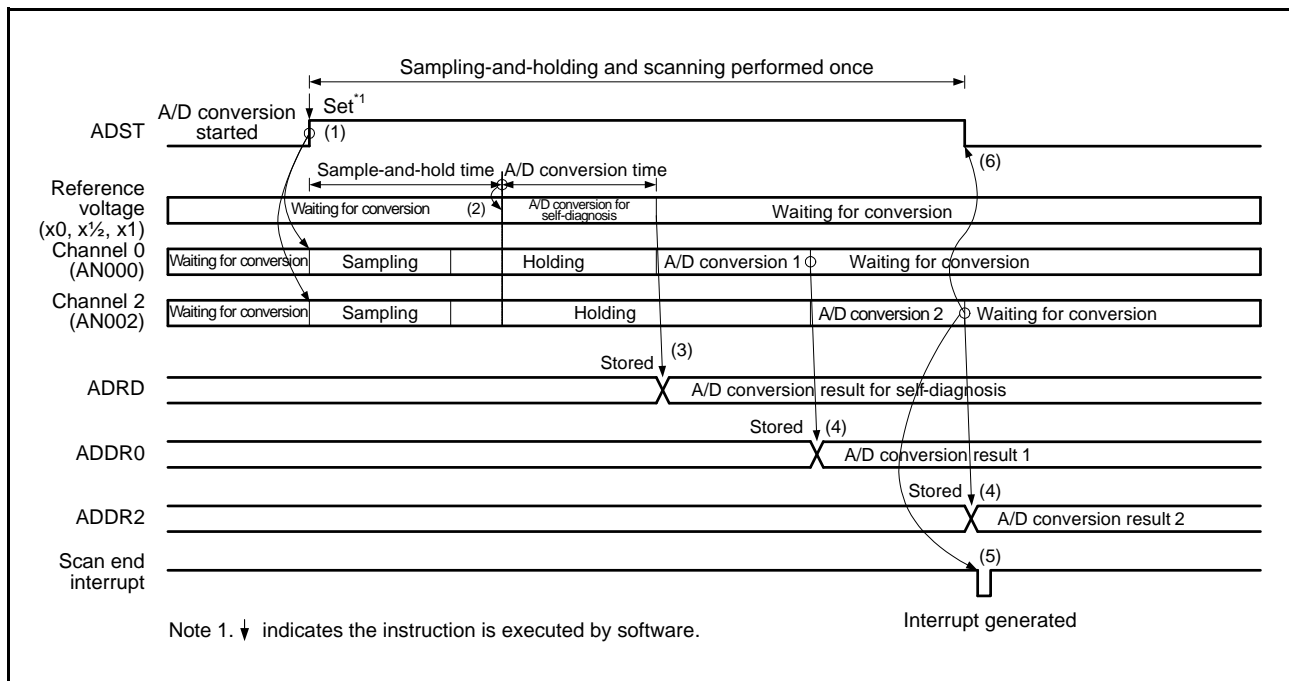 Sampling-and-holding and scanning performed once
A/D conversion
started
Set*1
ADST
(1)
(6)
Sample-and-hold time
A/D conversion time
Reference
voltage
(x0, x½, x1)
Waiting for conversion
(2)
A/D conversion for
self-diagnosis
Waiting for conversion
Channel 0
(AN000)
Waiting for conversion
Sampling
Holding
A/D conversion 1
Waiting for conversion
Channel 2
(AN002)
Waiting for conversion
Sampling
Holding
A/D conversion 2
Waiting for conversion
Stored
(3)
ADRD
A/D conversion result for self-diagnosis
Stored
(4)
ADDR0
A/D conversion result 1
Stored
(4)
ADDR2
A/D conversion result 2
Scan end
interrupt
(5)
Interrupt generated
Note 1. ↓ indicates the instruction is executed by software.